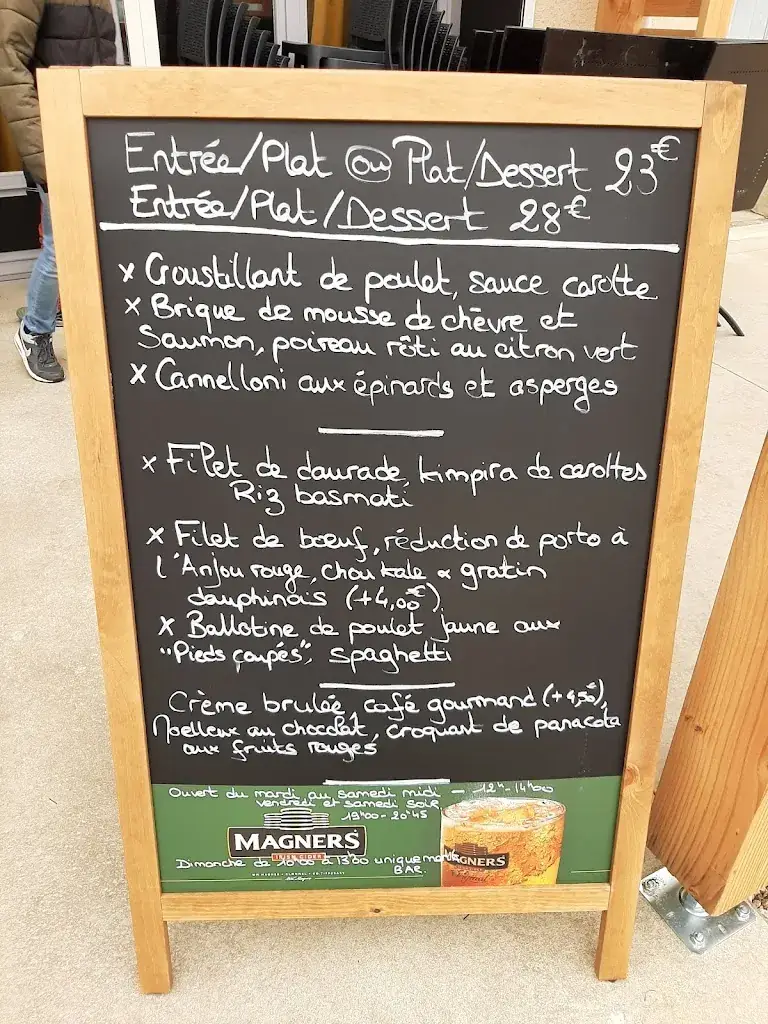 Entrée/Plat ou Plat/Dessert 23€
Entrée/Plat/Dessert 28€
x Croustillant de poulet, sauce carotte
x Brique de mousse de chèvre et
Saumon, poireau rôti au citron vert
x Cannelloni aux épinards et asperges
x Filet de daurade, kimpira de carottes
Riz basmati
x Filet de bœuf, réduction de porto à
l'Anjou rouge, chou kale & gratin
dauphinois (+4,00€)
x Ballotine de poulet jaune aux
"Pieds coupés", spaghetti
Crème brulée, café gourmand (+4,50€),
Moelleux au chocolat, croquant de panacota
aux fruits rouges
Ouvert du mardi au samedi midi - 12h-14h00
vendredi et samedi soir
19h00-20h45
MAGNERS
IRISH CIDER
MAGNERS
Dimanche de 10h00 à 13h00 uniquement
BAR.